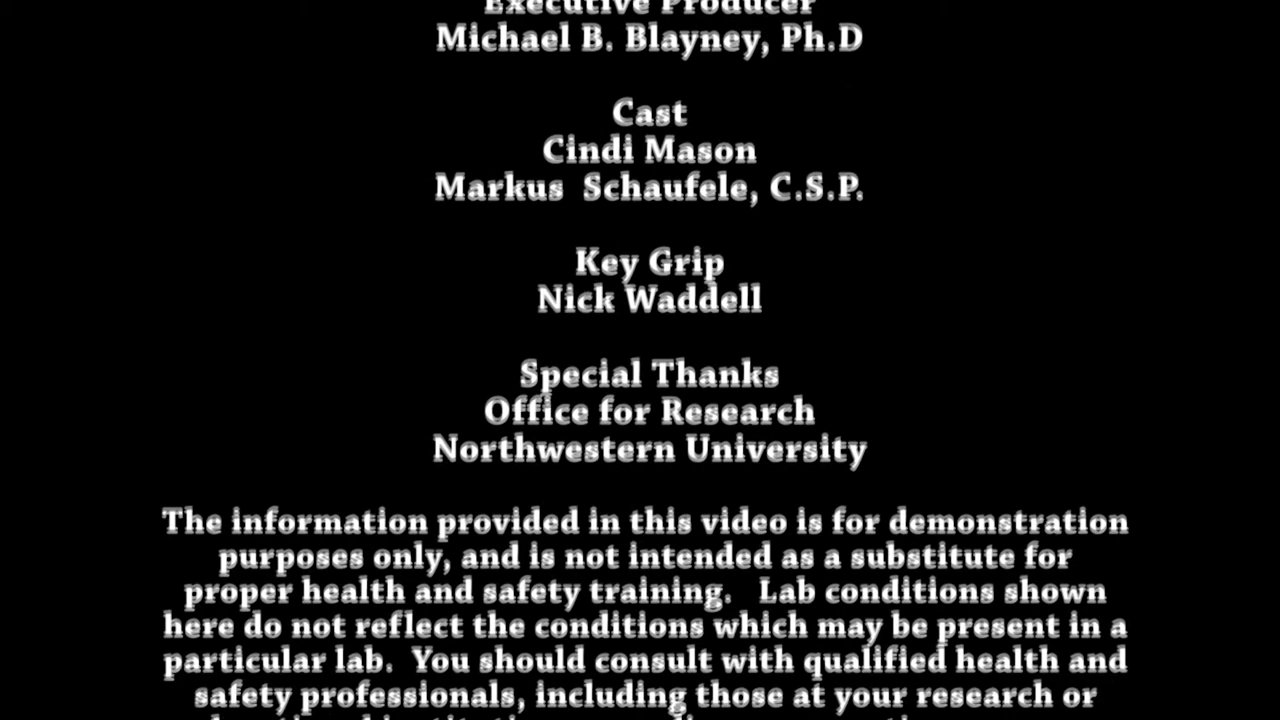 Executive Producer
Michael B. Blayney, Ph.D
Cast
Cindi Mason
Markus Schaufele, C.S.P.
Key Grip
Nick Waddell
Special Thanks
Office for Research
Northwestern University
The information provided in this video is for demonstration
purposes only, and is not intended as a substitute for
proper health and safety training. Lab conditions shown
here do not reflect the conditions which may be present in a
particular lab. You should consult with qualified health and
safety professionals, including those at your research or